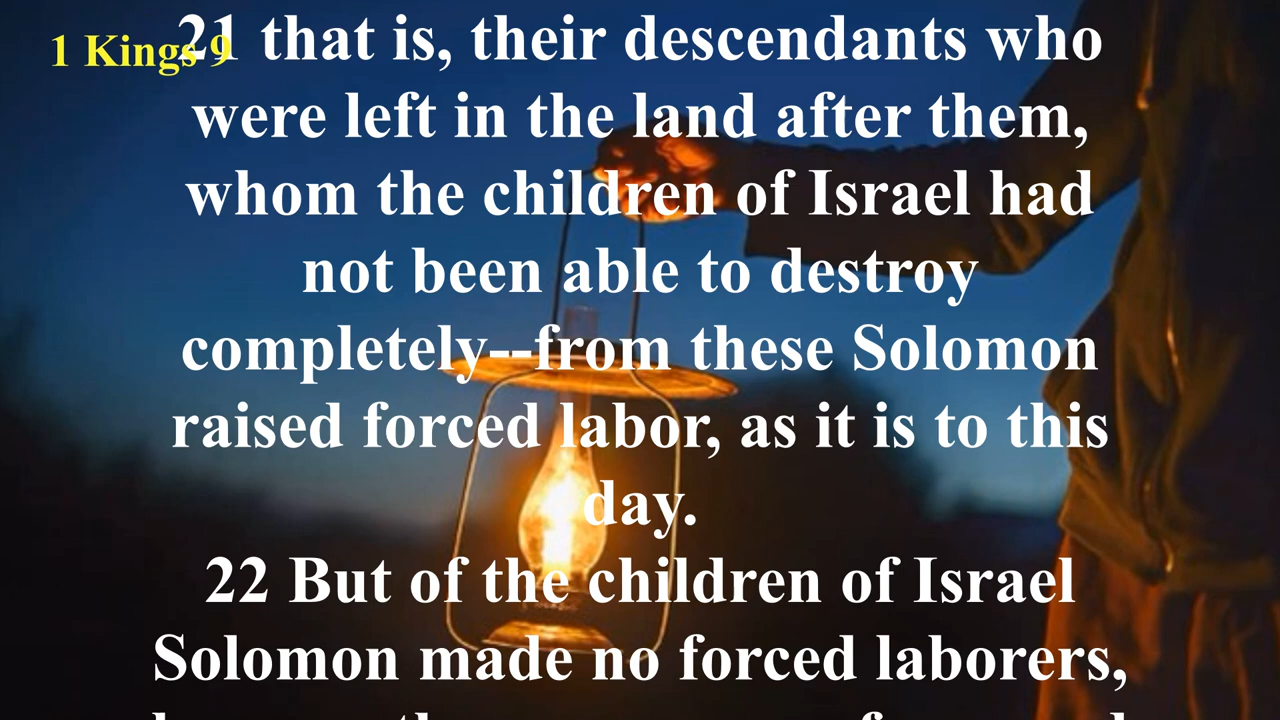 1 Kings 9
21 that is, their descendants who
were left in the land after them,
whom the children of Israel had
not been able to destroy
completely--from these Solomon
raised forced labor, as it is to this
day.
22 But of the children of Israel
Solomon made no forced laborers,